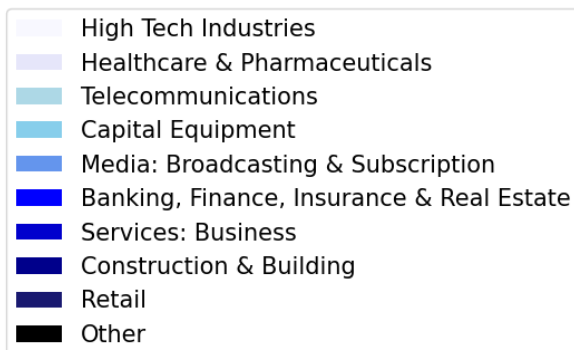 High Tech Industries
Healthcare & Pharmaceuticals
Telecommunications
Capital Equipment
Media: Broadcasting & Subscription
Banking, Finance, Insurance & Real Estate
Services: Business
Construction & Building
Retail
Other